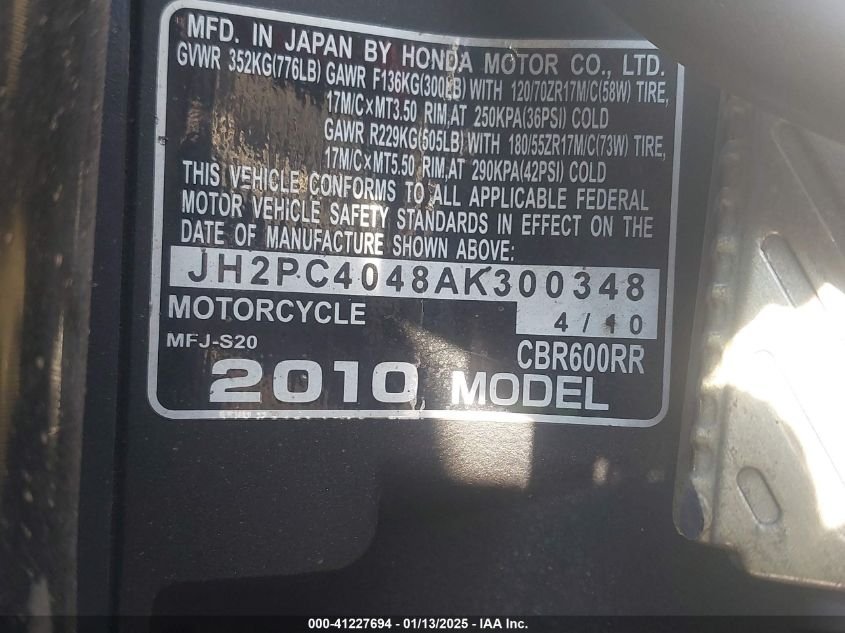 MFD. IN JAPAN BY HONDA MOTOR CO., LTD.
GVWR 352KG(776LB) GAWR F136KG(300LB) WITH 120/70ZR17M/C(58W) TIRE,
17M/C×MT3.50 RIM,AT 250KPA(36PSI) COLD
GAWR R229KG(505LB) WITH 180/55ZR17M/C(73W) TIRE,
17M/C×MT5.50 RIM,AT 290KPA(42PSI) COLD
THIS VEHICLE CONFORMS TO ALL APPLICABLE FEDERAL
MOTOR VEHICLE SAFETY STANDARDS IN EFFECT ON THE
DATE OF MANUFACTURE SHOWN ABOVE:
JH2PC4048AK300348
MOTORCYCLE 4/10
MFJ-S20 CBR600RR
2010 MODEL
000-41227694 - 01/13/2025 - IAA Inc.